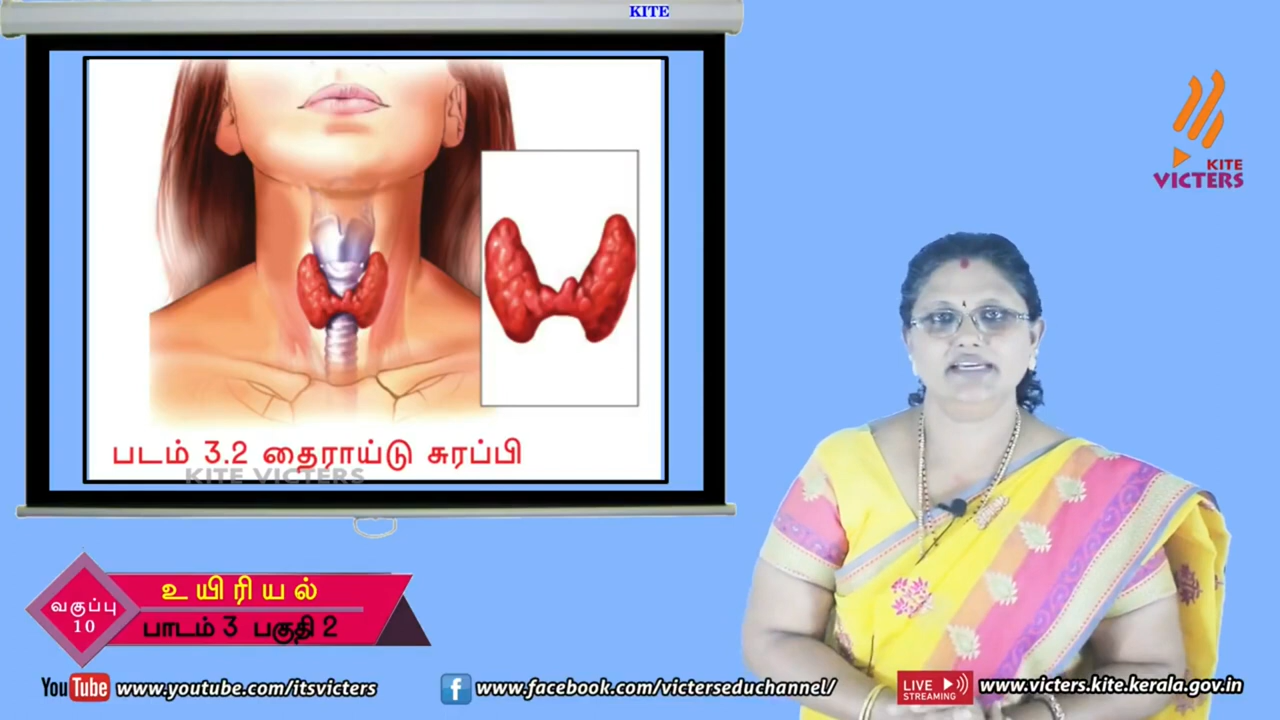 KITE
KITE
VICTERS
படம் 3.2 தைராய்டு சுரப்பி
KITE VICTERS
வகுப்பு
10
உயிரியல்
பாடம் 3 பகுதி 2
YouTube www.youtube.com/itsvicters
f www.facebook.com/victerseduchannel/
LIVE
STREAMING
www.victers.kite.kerala.gov.in